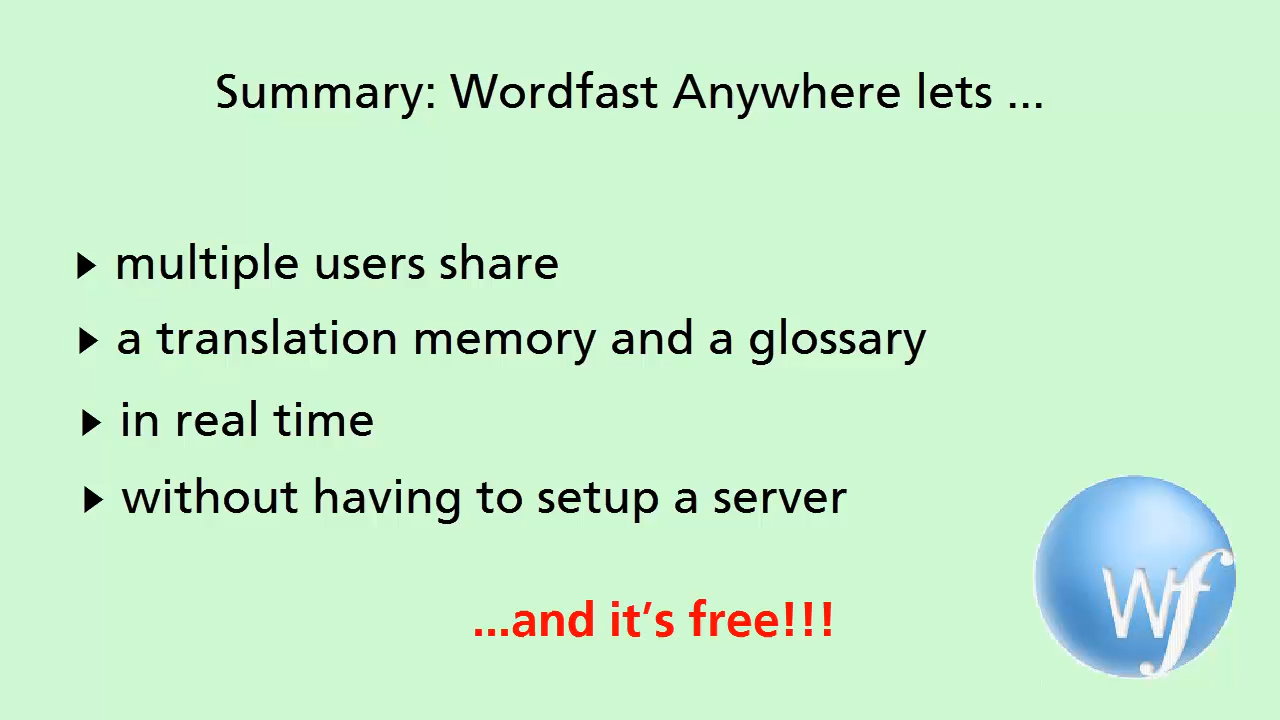 Summary: Wordfast Anywhere lets ...
multiple users share
a translation memory and a glossary
in real time
without having to setup a server
...and it’s free!!!
Wf